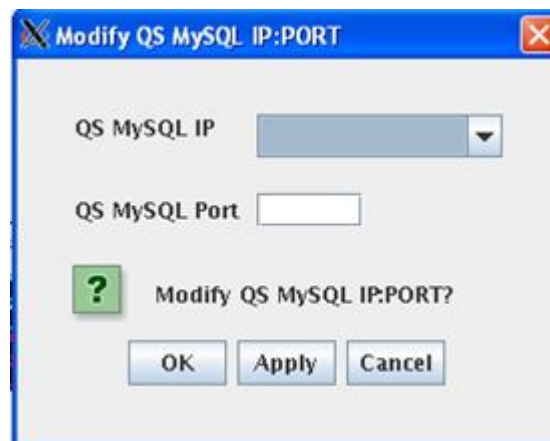 Modify QS MySQL IP:PORT
QS MySQL IP
QS MySQL Port
? Modify QS MySQL IP:PORT?
OK Apply Cancel